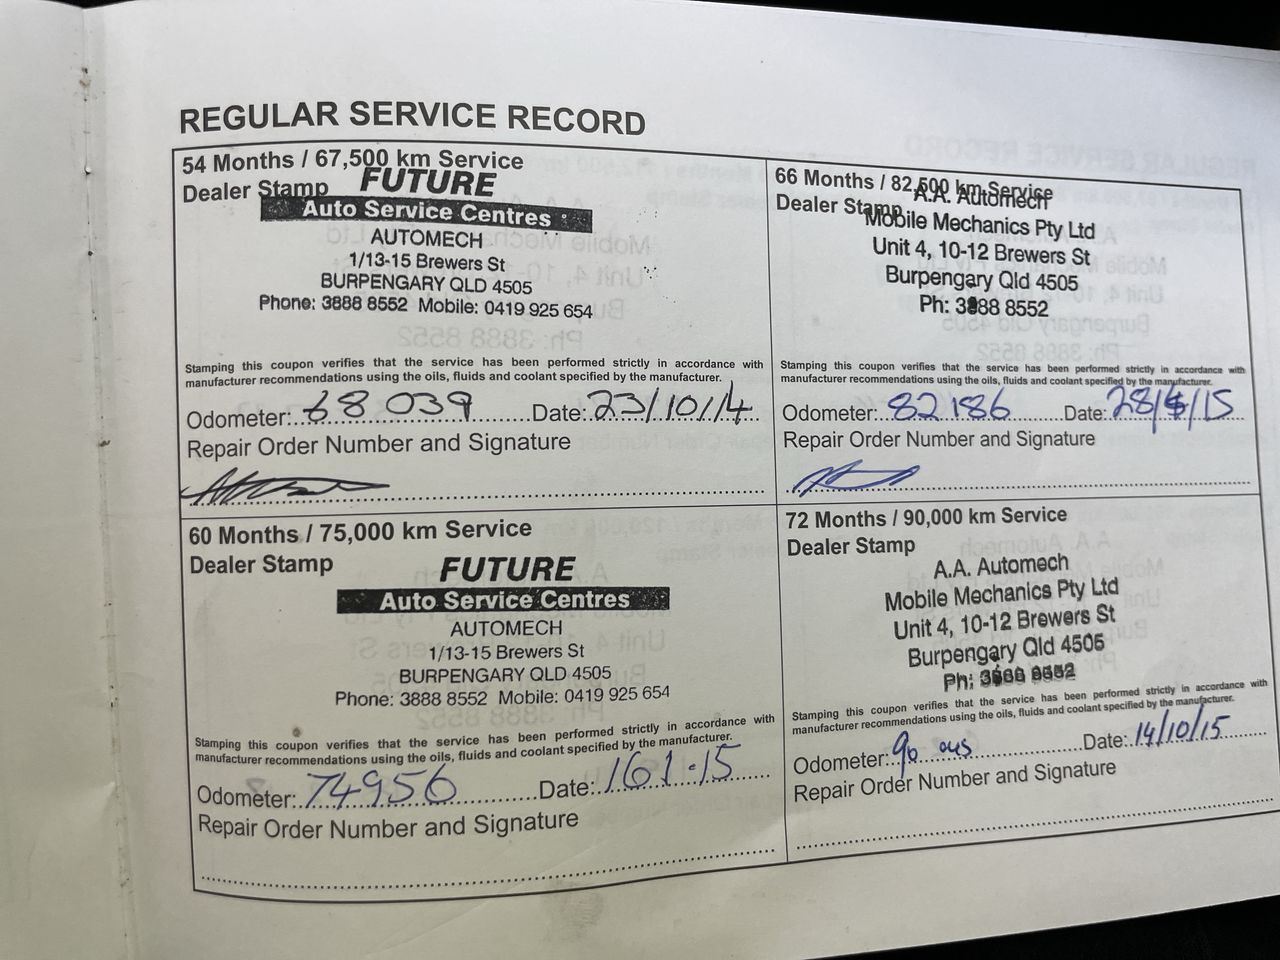 REGULAR SERVICE RECORD
54 Months / 67,500 km Service
Dealer Stamp
FUTURE
Auto Service Centres
AUTOMECH
1/13-15 Brewers St
BURPENGARY QLD 4505
Phone: 3888 8552 Mobile: 0419 925 654
Stamping this coupon verifies that the service has been performed strictly in accordance with
manufacturer recommendations using the oils, fluids and coolant specified by the manufacturer.
Odometer: 68 039 Date: 23/10/14
Repair Order Number and Signature
60 Months / 75,000 km Service
Dealer Stamp
FUTURE
Auto Service Centres
AUTOMECH
1/13-15 Brewers St
BURPENGARY QLD 4505
Phone: 3888 8552 Mobile: 0419 925 654
Stamping this coupon verifies that the service has been performed strictly in accordance with
manufacturer recommendations using the oils, fluids and coolant specified by the manufacturer.
Odometer: 74956 Date: 161-15
Repair Order Number and Signature
66 Months / 82,500 km Service
Dealer Stamp
A.A. Automech
Mobile Mechanics Pty Ltd
Unit 4, 10-12 Brewers St
Burpengary Qld 4505
Ph: 3888 8552
Stamping this coupon verifies that the service has been performed strictly in accordance with
manufacturer recommendations using the oils, fluids and coolant specified by the manufacturer.
Odometer: 82186 Date:
Repair Order Number and Signature
72 Months / 90,000 km Service
Dealer Stamp
A.A. Automech
Mobile Mechanics Pty Ltd
Unit 4, 10-12 Brewers St
Burpengary Qld 4505
Ph:
Stamping this coupon verifies that the service has been performed strictly in accordance with
manufacturer recommendations using the oils, fluids and coolant specified by the manufacturer.
Odometer: 90 Date: 14/10/15
Repair Order Number and Signature